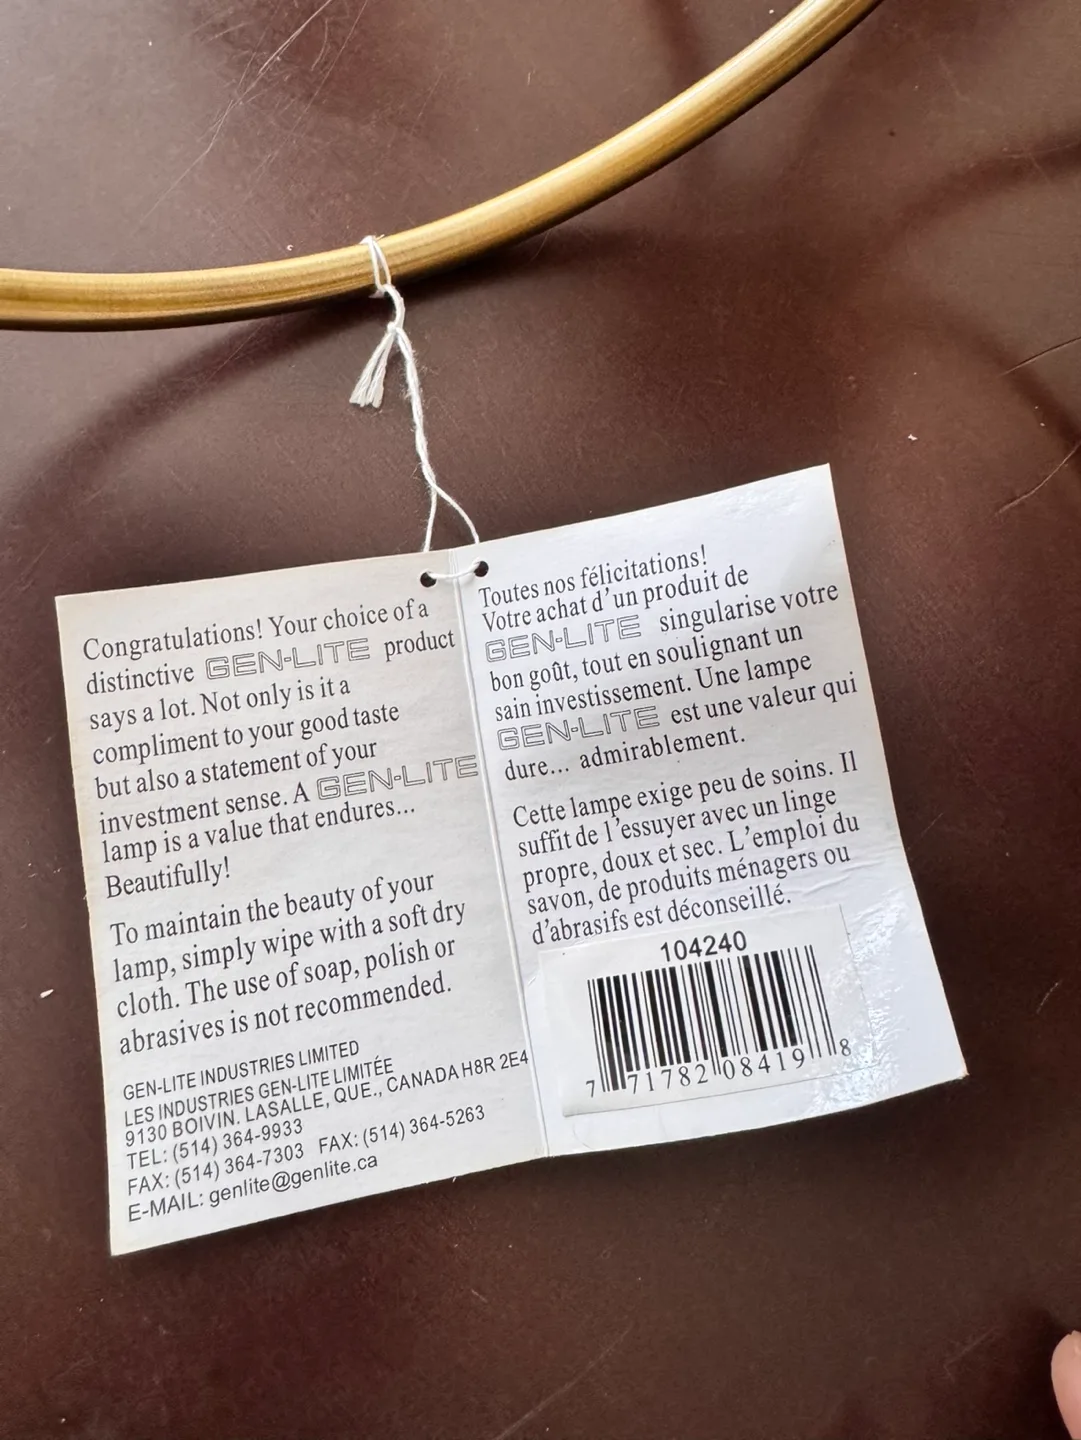 Congratulations! Your choice of a
distinctive GEN-LITE product
says a lot. Not only is it a
compliment to your good taste
but also a statement of your
investment sense. A GEN-LITE
lamp is a value that endures...
Beautifully!
To maintain the beauty of your
lamp, simply wipe with a soft dry
cloth. The use of soap, polish or
abrasives is not recommended.
GEN-LITE INDUSTRIES LIMITED
LES INDUSTRIES GEN-LITE LIMITÉE
9130 BOIVIN. LASALLE, QUE., CANADA H8R 2E4
TEL: (514) 364-9933
FAX: (514) 364-7303 FAX: (514) 364-5263
E-MAIL: genlite@genlite.ca
Toutes nos félicitations!
Votre achat d'un produit de
GEN-LITE singularise votre
bon goût, tout en soulignant un
sain investissement. Une lampe
GEN-LITE est une valeur qui
dure... admirablement.
Cette lampe exige peu de soins. Il
suffit de l'essuyer avec un linge
propre, doux et sec. L'emploi du
savon, de produits ménagers ou
d'abrasifs est déconseillé.
104240
7 71782 08419 8